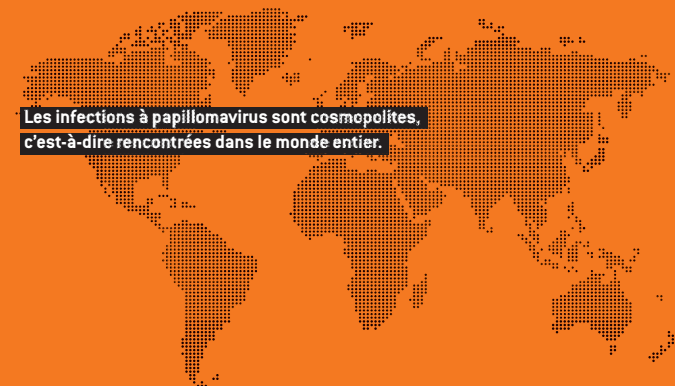 Les infections à papillomavirus sont cosmopolites,
c’est-à-dire rencontrées dans le monde entier.